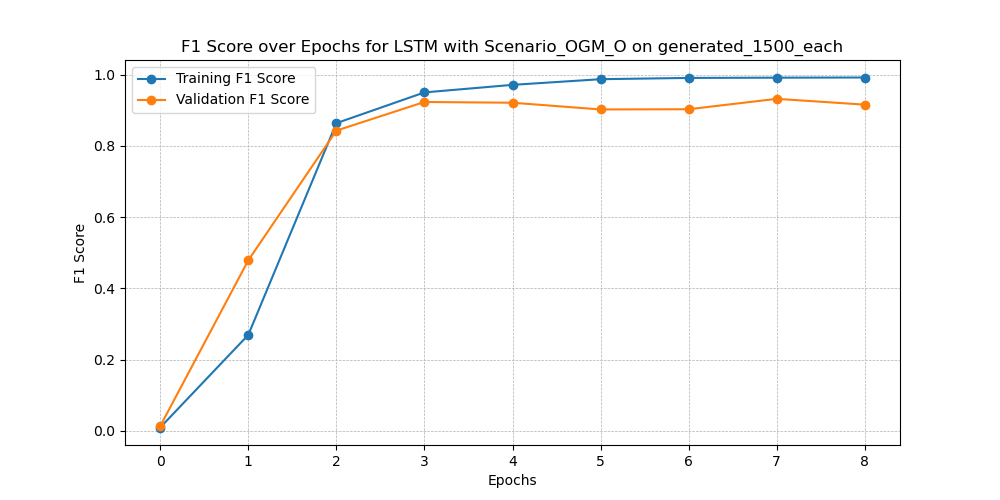 F1 Score over Epochs for LSTM with Scenario_OGM_O on generated_1500_each
Training F1 Score
Validation F1 Score
F1 Score
1.0
0.8
0.6
0.4
0.2
0.0
0 1 2 3 4 5 6 7 8
Epochs